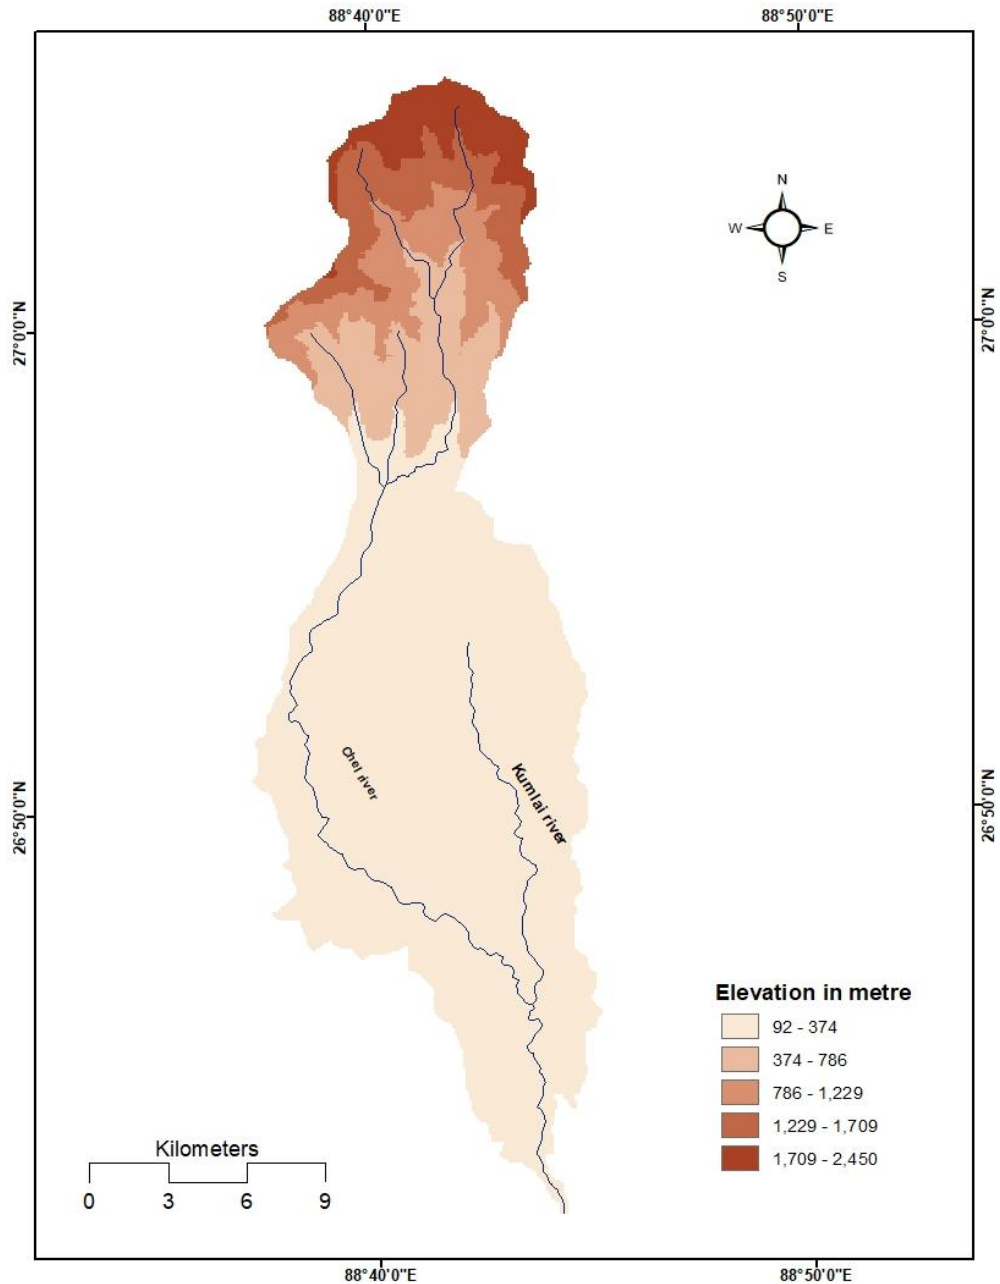 88°40'0"E
88°50'0"E
N
W
E
S
27°0'0"N
27°0'0"N
26°50'0"N
26°50'0"N
Chel river
Kumlai river
Elevation in metre
92 - 374
374 - 786
786 - 1,229
1,229 - 1,709
1,709 - 2,450
Kilometers
0 3 6 9
88°40'0"E
88°50'0"E